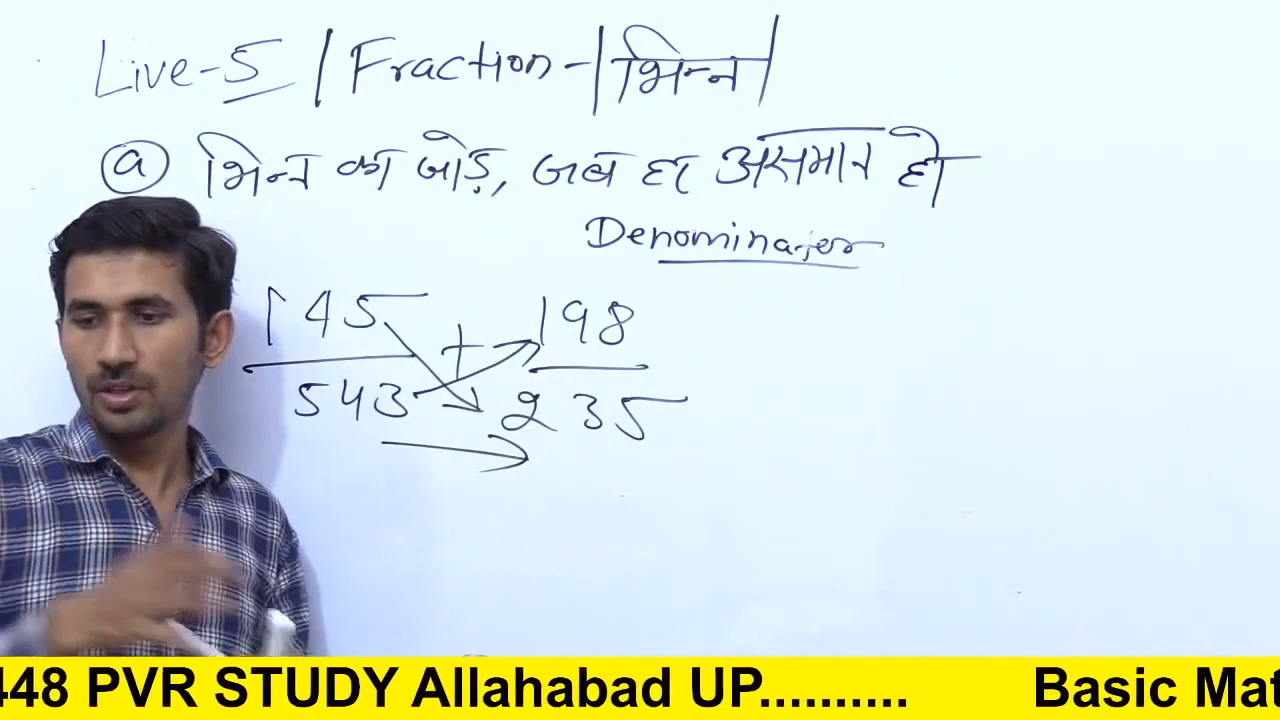 Live-5 / Fraction - / भिन्न /
(a) भिन्न का जोड़, जब हर असमान हो
Denominator
145 + 198
543 235
448 PVR STUDY Allahabad UP.......... Basic Mat